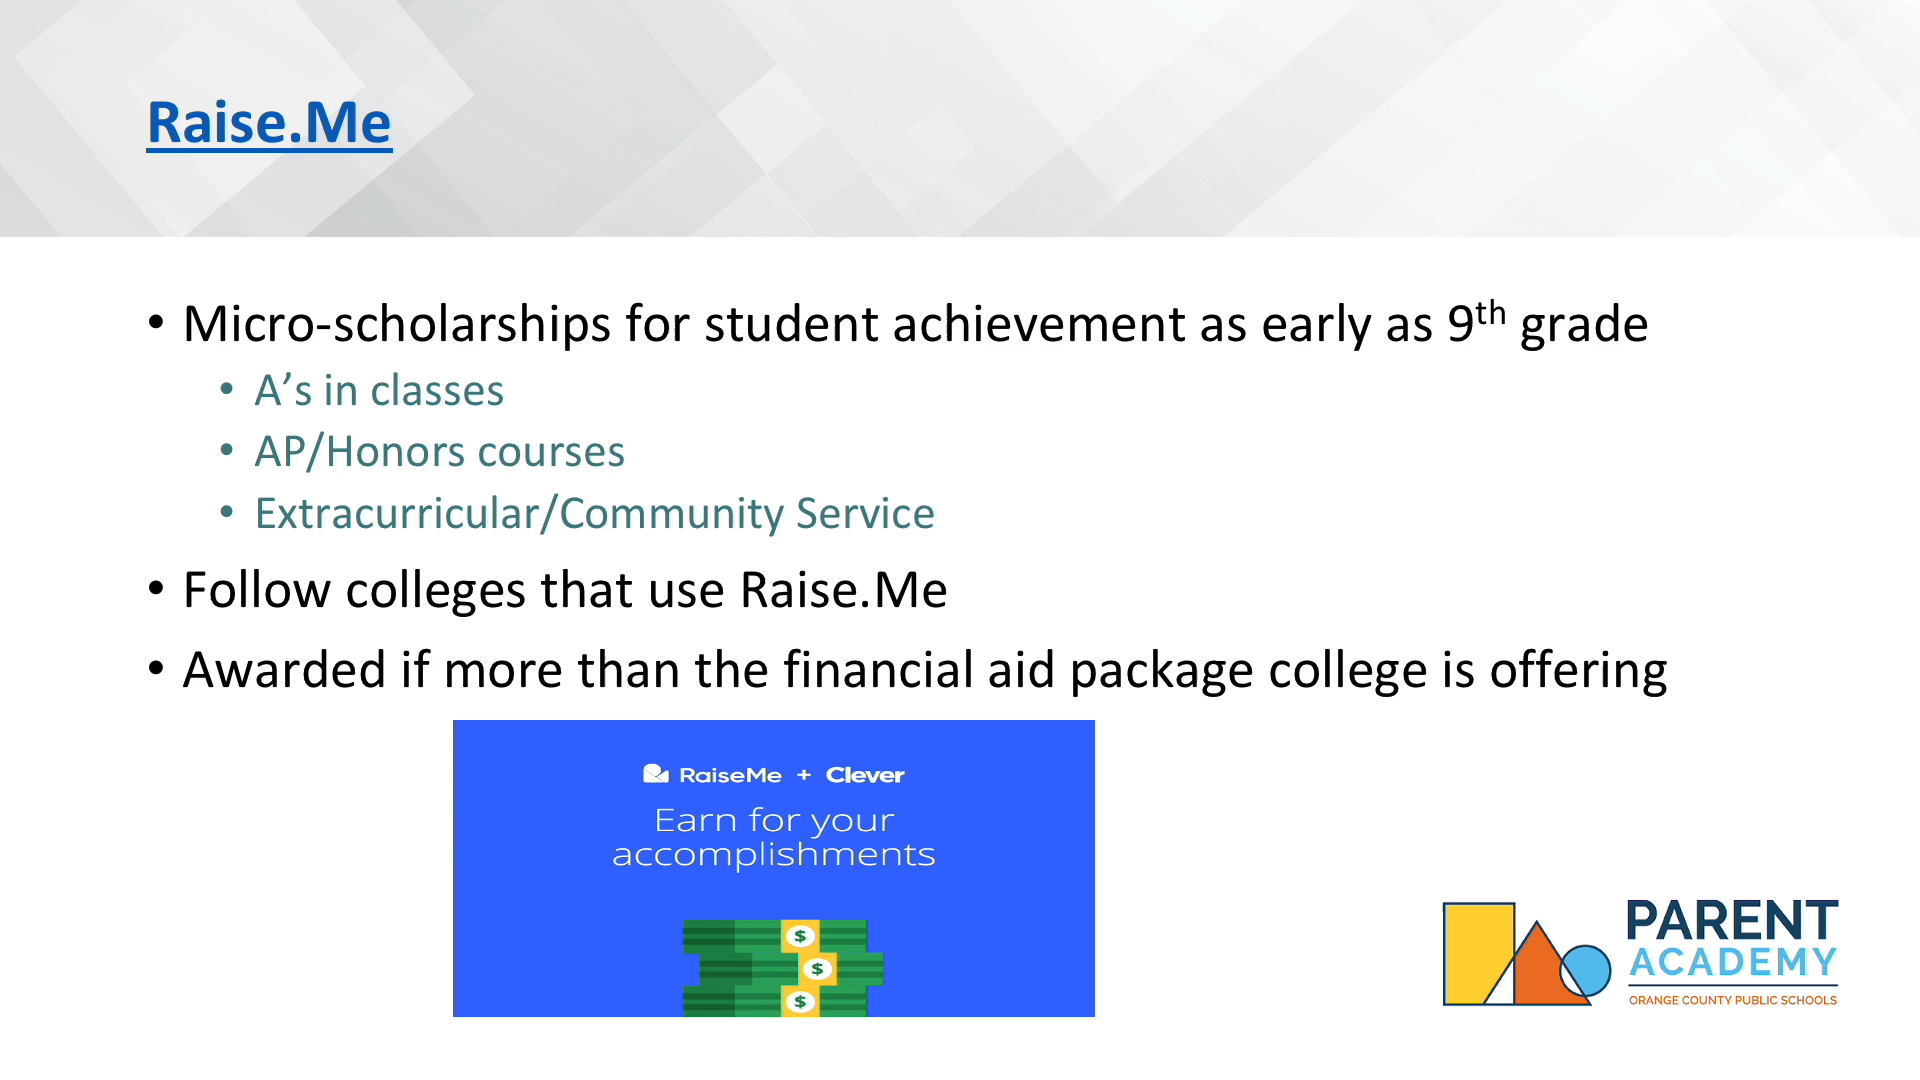 Raise.Me
• Micro-scholarships for student achievement as early as 9th grade
• A’s in classes
• AP/Honors courses
• Extracurricular/Community Service
• Follow colleges that use Raise.Me
• Awarded if more than the financial aid package college is offering
RaiseMe + Clever
Earn for your
accomplishments
$
$
$
PARENT
ACADEMY
ORANGE COUNTY PUBLIC SCHOOLS